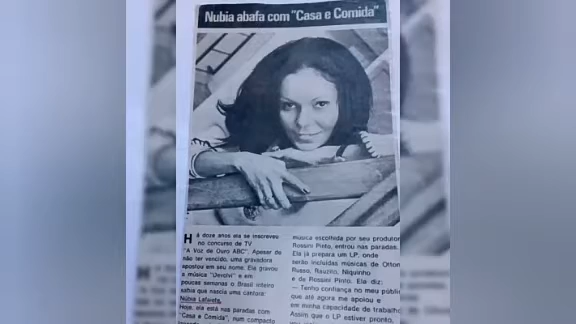 Nubia abafa com "Casa e Comida"
Há doze anos ela se inscreveu
no concurso de TV
"A Voz de Ouro ABC". Apesar de
não ter vencido, uma gravadora
apostou em seu nome. Ela gravou
a música "Devolvi" e em
poucas semanas o Brasil inteiro
sabia que nascia uma cantora:
Núbia Lafayette.
Hoje, ela está nas paradas com
"Casa e Comida", num compacto
música escolhida por seu produtor
Rossini Pinto, entrou nas paradas.
Ela já prepara um LP, onde
serão incluídas músicas de Otton
Russo, Raulzito, Niquinho
e de Rossini Pinto. Ela diz:
— Tenho confiança no meu públic
que até agora me apoiou e
em minha capacidade de trabalho
Assim que o LP estiver pronto,